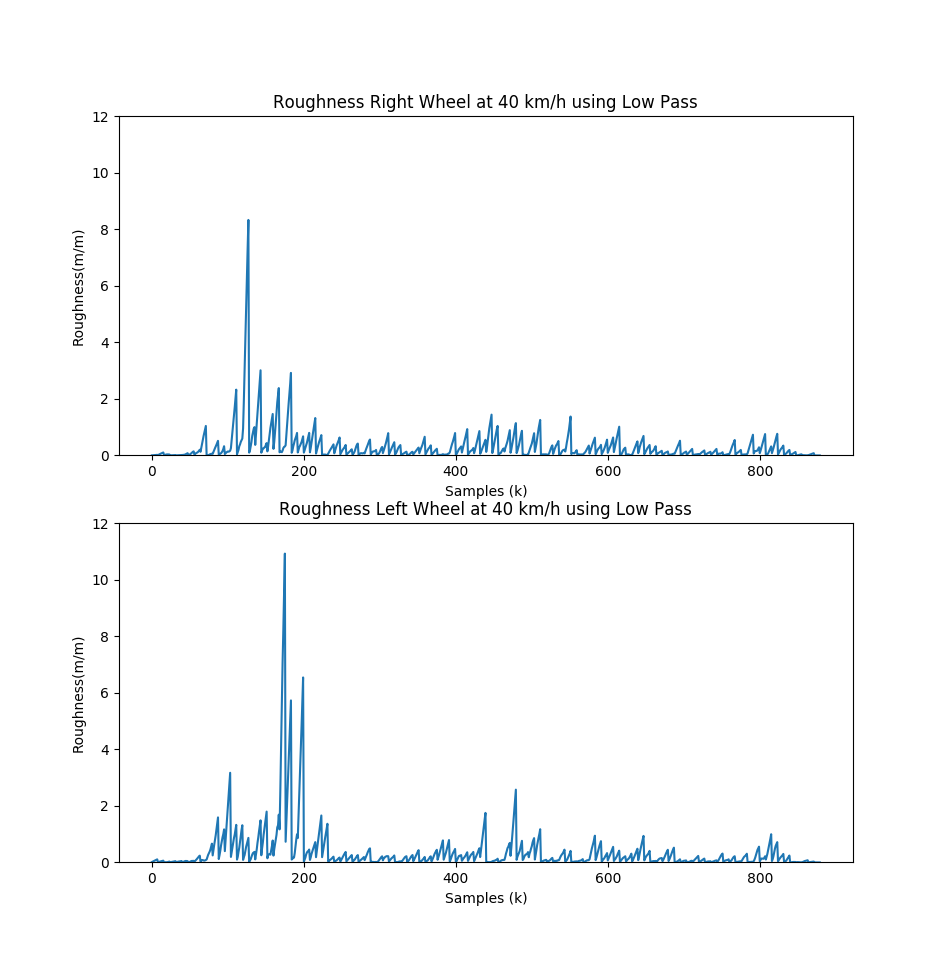 Roughness Right Wheel at 40 km/h using Low Pass
12
10
8
6
4
2
0
Roughness(m/m)
0 200 400 600 800
Samples (k)
Roughness Left Wheel at 40 km/h using Low Pass
12
10
8
6
4
2
0
Roughness(m/m)
0 200 400 600 800
Samples (k)